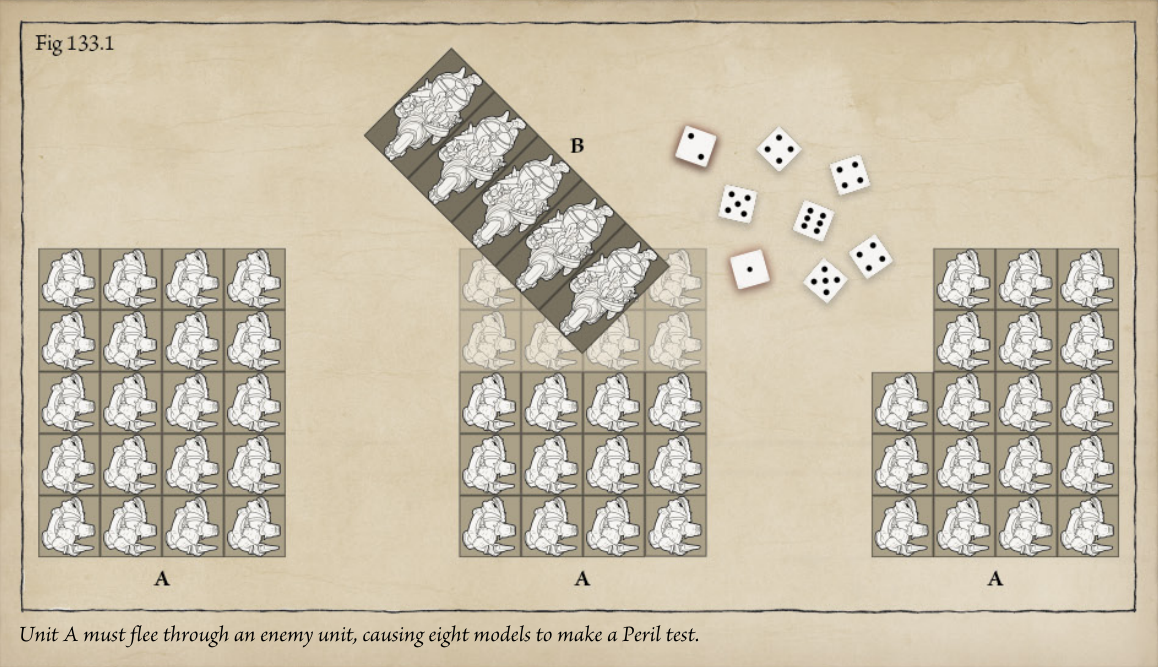 Fig 133.1
B
A
A
A
Unit A must flee through an enemy unit, causing eight models to make a Peril test.